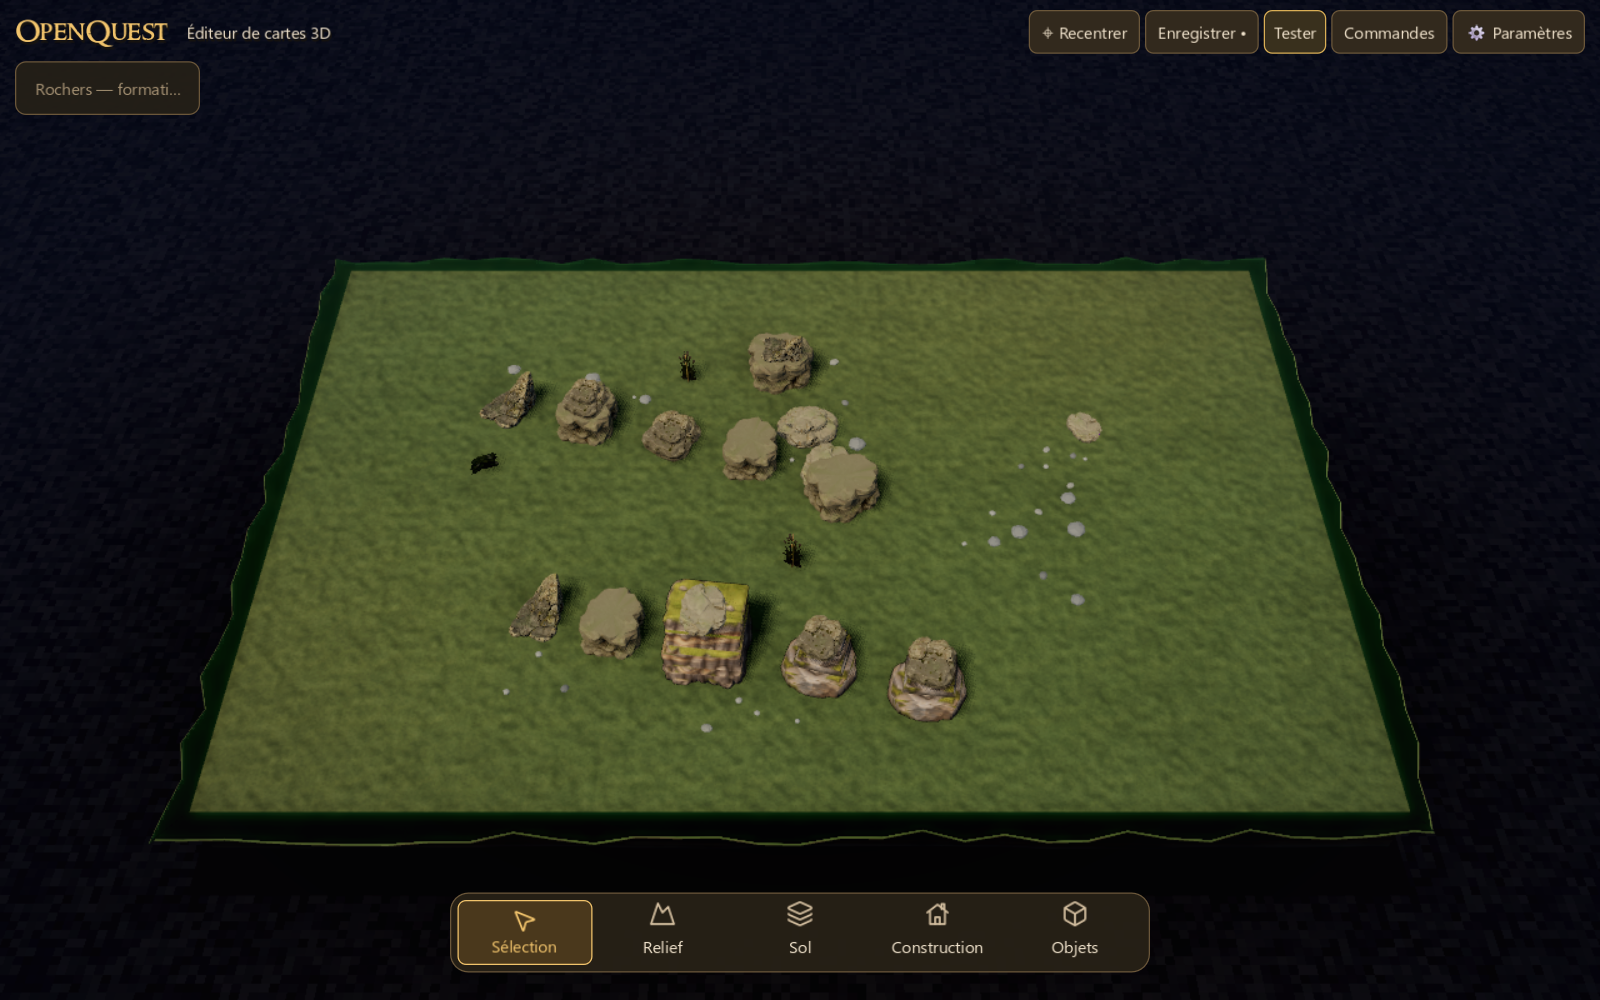 OpenQuest Éditeur de cartes 3D
Recentrer Enregistrer • Tester Commandes Paramètres
Rochers — formati...
Sélection Relief Sol Construction Objets